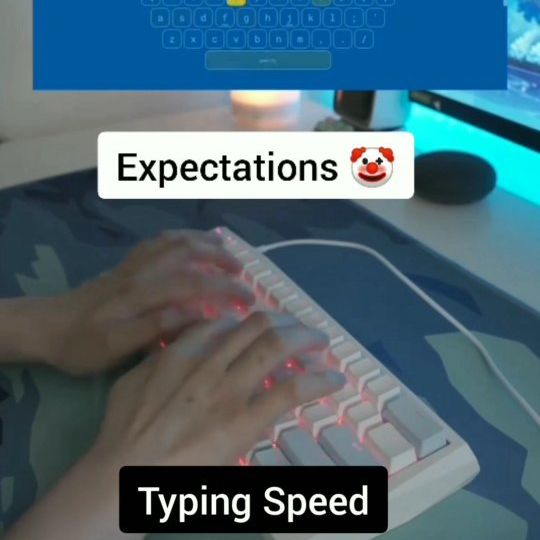 a s d f g h j k l ; '
z x c v b n m , . /
Expectations 🤡
Typing Speed